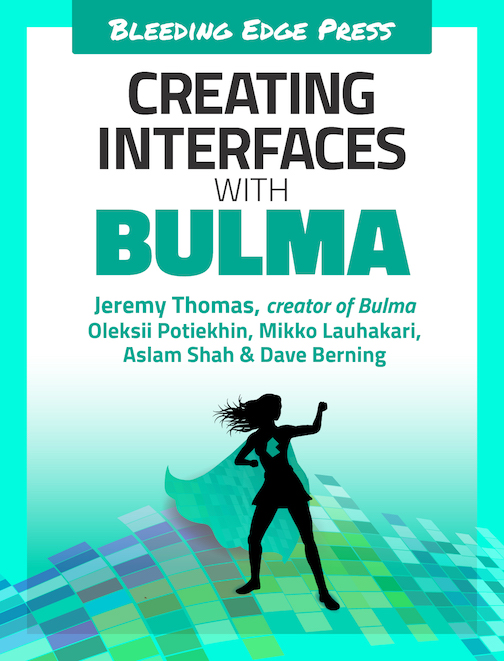 BLEEDING EDGE PRESS
CREATING
INTERFACES
WITH
BULMA
Jeremy Thomas, creator of Bulma
Oleksii Potiekhin, Mikko Lauhakari,
Aslam Shah & Dave Berning